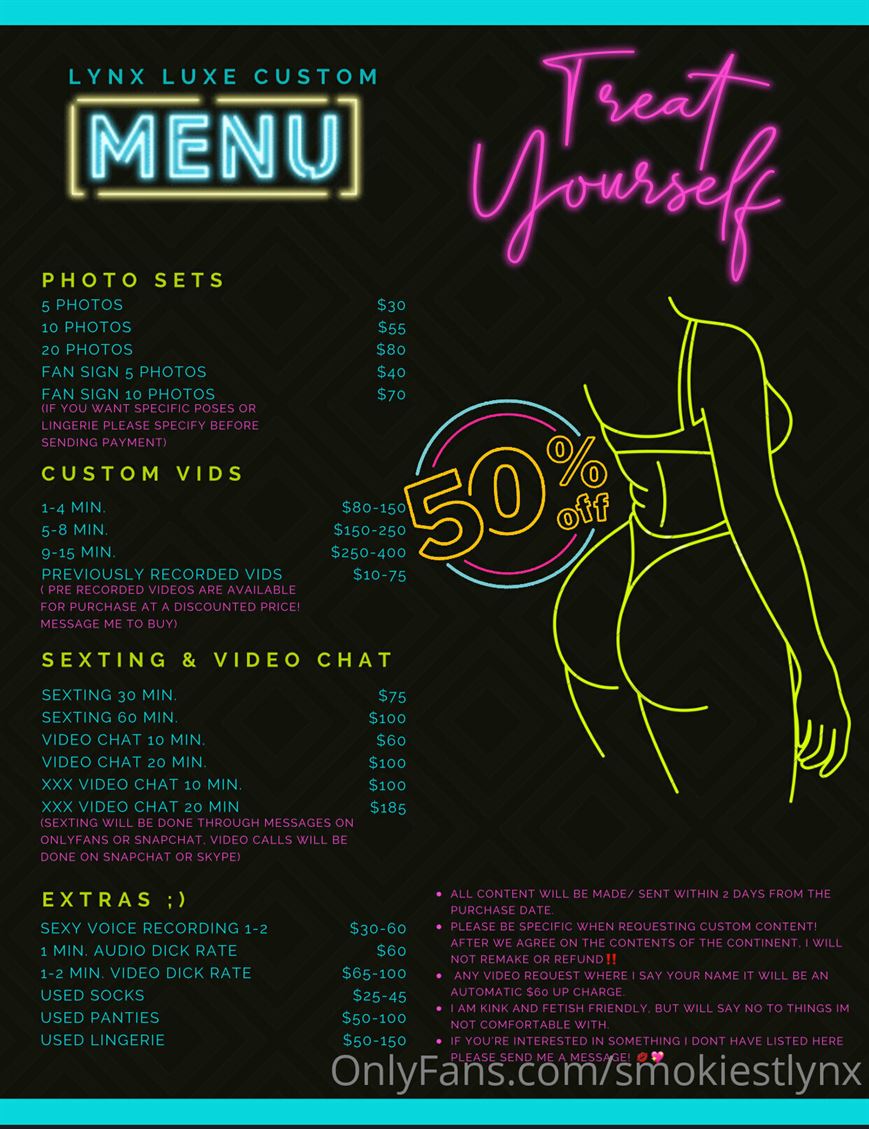 LYNX LUXE CUSTOM
MENU
Treat
Yourself
PHOTO SETS
5 PHOTOS $30
10 PHOTOS $55
20 PHOTOS $80
FAN SIGN 5 PHOTOS $40
FAN SIGN 10 PHOTOS $70
(IF YOU WANT SPECIFIC POSES OR
LINGERIE PLEASE SPECIFY BEFORE
SENDING PAYMENT)
CUSTOM VIDS
1-4 MIN. $80-150
5-8 MIN. $150-250
9-15 MIN. $250-400
PREVIOUSLY RECORDED VIDS $10-75
( PRE RECORDED VIDEOS ARE AVAILABLE
FOR PURCHASE AT A DISCOUNTED PRICE!
MESSAGE ME TO BUY)
50% off
SEXTING & VIDEO CHAT
SEXTING 30 MIN. $75
SEXTING 60 MIN. $100
VIDEO CHAT 10 MIN. $60
VIDEO CHAT 20 MIN. $100
XXX VIDEO CHAT 10 MIN. $100
XXX VIDEO CHAT 20 MIN $185
(SEXTING WILL BE DONE THROUGH MESSAGES ON
ONLYFANS OR SNAPCHAT, VIDEO CALLS WILL BE
DONE ON SNAPCHAT OR SKYPE)
EXTRAS ;)
SEXY VOICE RECORDING 1-2 $30-60
1 MIN. AUDIO DICK RATE $60
1-2 MIN. VIDEO DICK RATE $65-100
USED SOCKS $25-45
USED PANTIES $50-100
USED LINGERIE $50-150
• ALL CONTENT WILL BE MADE/ SENT WITHIN 2 DAYS FROM THE
PURCHASE DATE.
• PLEASE BE SPECIFIC WHEN REQUESTING CUSTOM CONTENT!
AFTER WE AGREE ON THE CONTENTS OF THE CONTINENT, I WILL
NOT REMAKE OR REFUND‼️
• ANY VIDEO REQUEST WHERE I SAY YOUR NAME IT WILL BE AN
AUTOMATIC $60 UP CHARGE.
• I AM KINK AND FETISH FRIENDLY, BUT WILL SAY NO TO THINGS IM
NOT COMFORTABLE WITH.
• IF YOU'RE INTERESTED IN SOMETHING I DONT HAVE LISTED HERE
PLEASE SEND ME A MESSAGE! 💋💖
OnlyFans.com/smokiestlynx